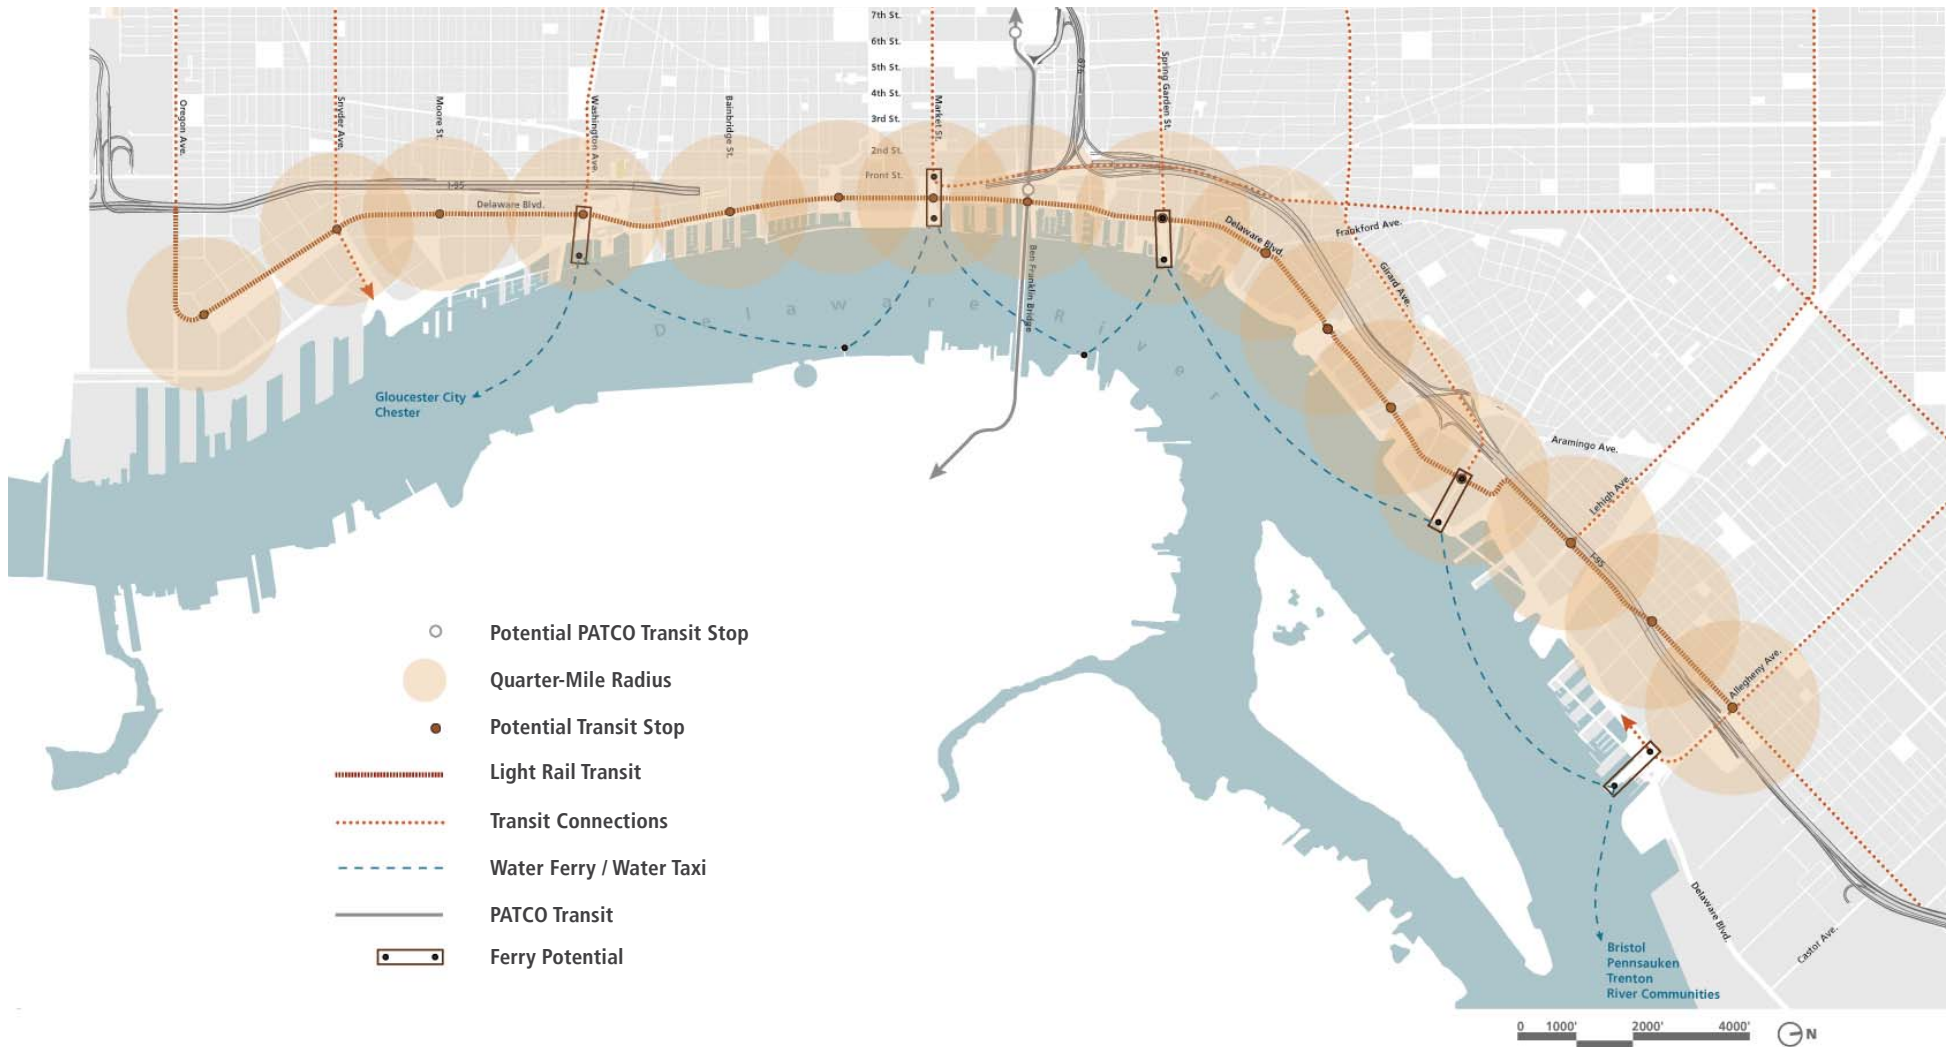 7th St.
6th St.
5th St.
4th St.
3rd St.
2nd St.
Front St.
Oregon Ave.
Snyder Ave.
Moore St.
Washington Ave.
Bainbridge St.
Market St.
676
Spring Garden St.
I-95
Delaware Blvd.
Delaware Blvd.
Frankford Ave.
Girard Ave.
Ben Franklin Bridge
Delaware River
Gloucester City
Chester
Aramingo Ave.
Lehigh Ave.
I-95
Allegheny Ave.
Delaware Blvd.
Castor Ave.
Bristol
Pennsauken
Trenton
River Communities
Potential PATCO Transit Stop
Quarter-Mile Radius
Potential Transit Stop
Light Rail Transit
Transit Connections
Water Ferry / Water Taxi
PATCO Transit
Ferry Potential
0 1000' 2000' 4000'
N